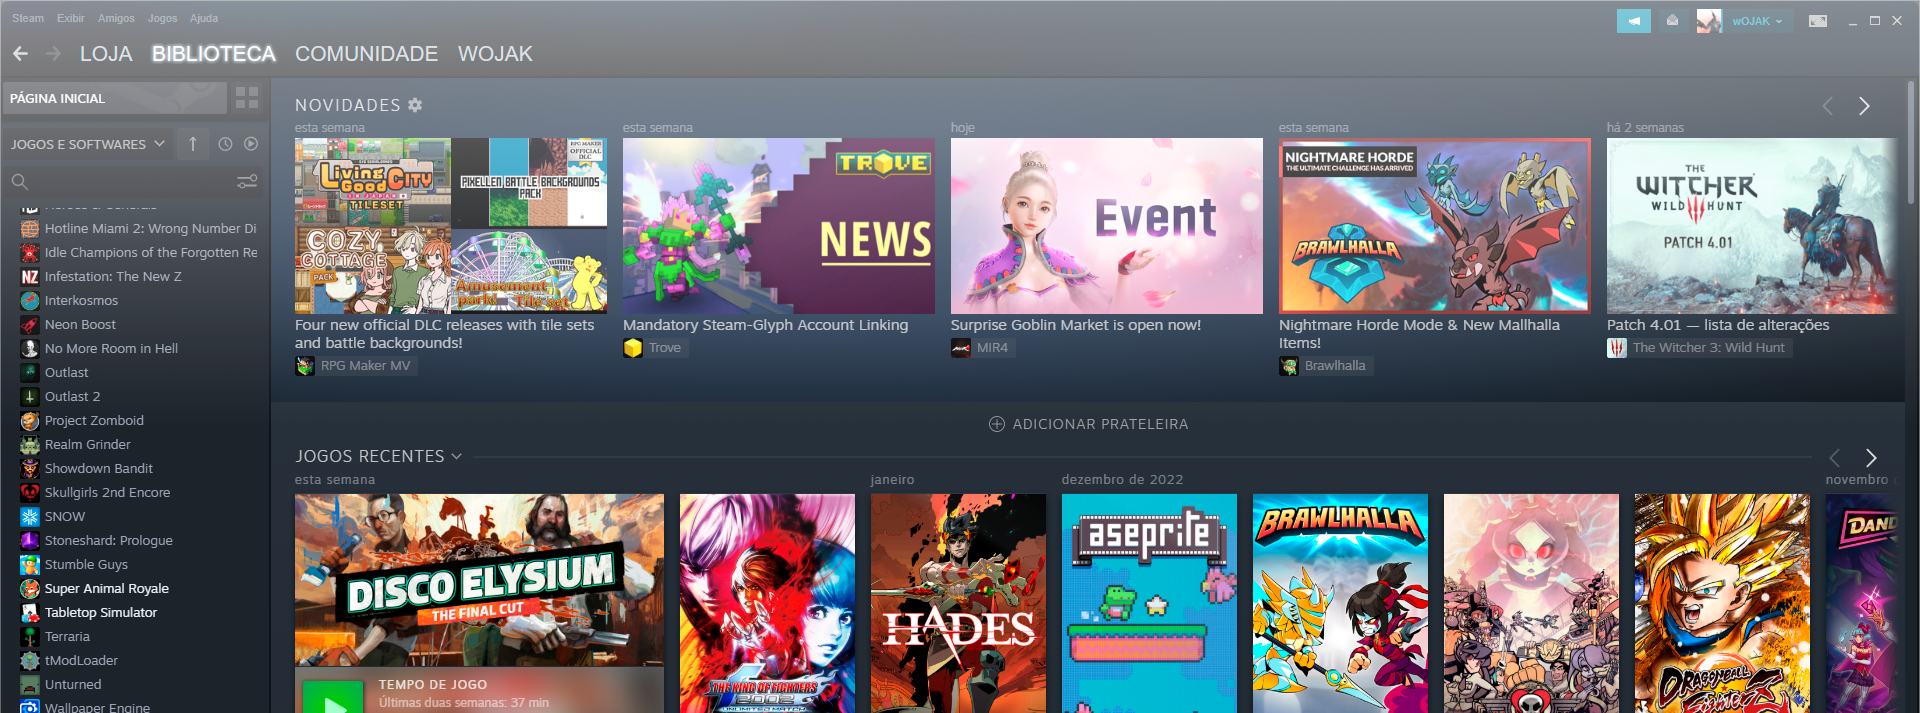 Steam Exibir Amigos Jogos Ajuda
wOJAK
LOJA BIBLIOTECA COMUNIDADE WOJAK
PÁGINA INICIAL
JOGOS E SOFTWARES
Hotline Miami 2: Wrong Number Di
Idle Champions of the Forgotten Re
NZ Infestation: The New Z
Interkosmos
Neon Boost
No More Room in Hell
Outlast
Outlast 2
Project Zomboid
Realm Grinder
Showdown Bandit
Skullgirls 2nd Encore
SNOW
Stoneshard: Prologue
Stumble Guys
Super Animal Royale
Tabletop Simulator
Terraria
tModLoader
Unturned
Wallpaper Engine
NOVIDADES
esta semana
Living Good City
TILESET
RPG MAKER
OFFICIAL
DLC
PIXELLEN BATTLE BACKGROUNDS
PACK
COZY
COTTAGE
PACK
Amusement
park! Tile set
Four new official DLC releases with tile sets
and battle backgrounds!
RPG Maker MV
esta semana
TROVE
NEWS
Mandatory Steam-Glyph Account Linking
Trove
hoje
Event
Surprise Goblin Market is open now!
MIR4
esta semana
NIGHTMARE HORDE
THE ULTIMATE CHALLENGE HAS ARRIVED
BRAWLHALLA
Nightmare Horde Mode & New Mallhalla
Items!
Brawlhalla
há 2 semanas
THE
WITCHER
WILD HUNT
PATCH 4.01
Patch 4.01 — lista de alterações
The Witcher 3: Wild Hunt
ADICIONAR PRATELEIRA
JOGOS RECENTES
esta semana
DISCO ELYSIUM
THE FINAL CUT
TEMPO DE JOGO
Últimas duas semanas: 37 min
THE KING OF FIGHTERS
2002
UNLIMITED MATCH
janeiro
HADES
dezembro de 2022
aseprite
BRAWLHALLA
DRAGONBALL
FighterZ
novembro
DAND